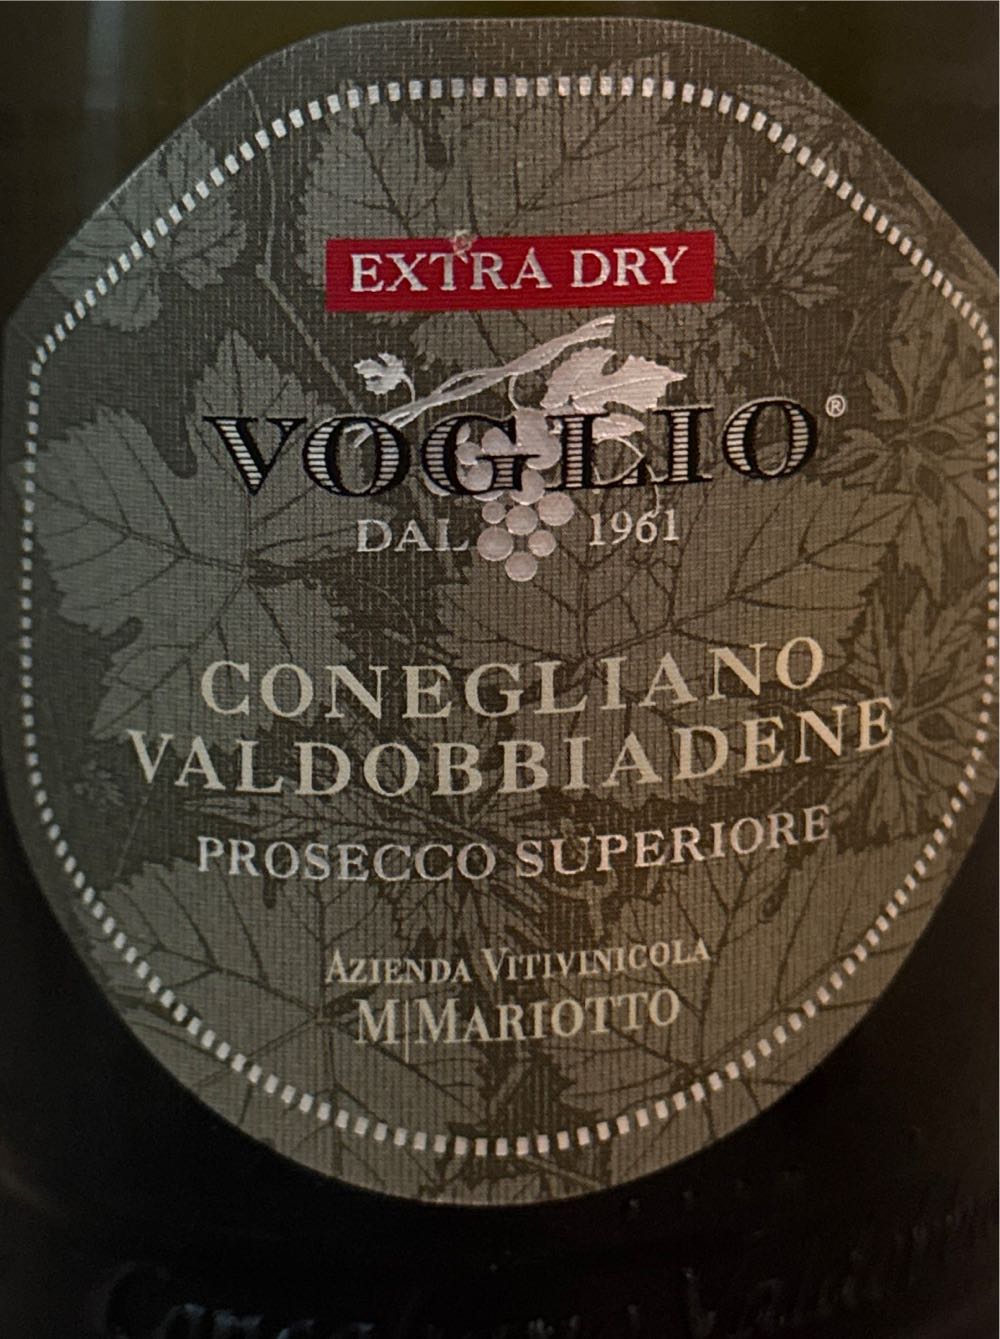 EXTRA DRY
VOGLIO®
DAL 1961
CONEGLIANO
VALDOBBIADENE
PROSECCO SUPERIORE
AZIENDA VITIVINICOLA
M|MARIOTTO